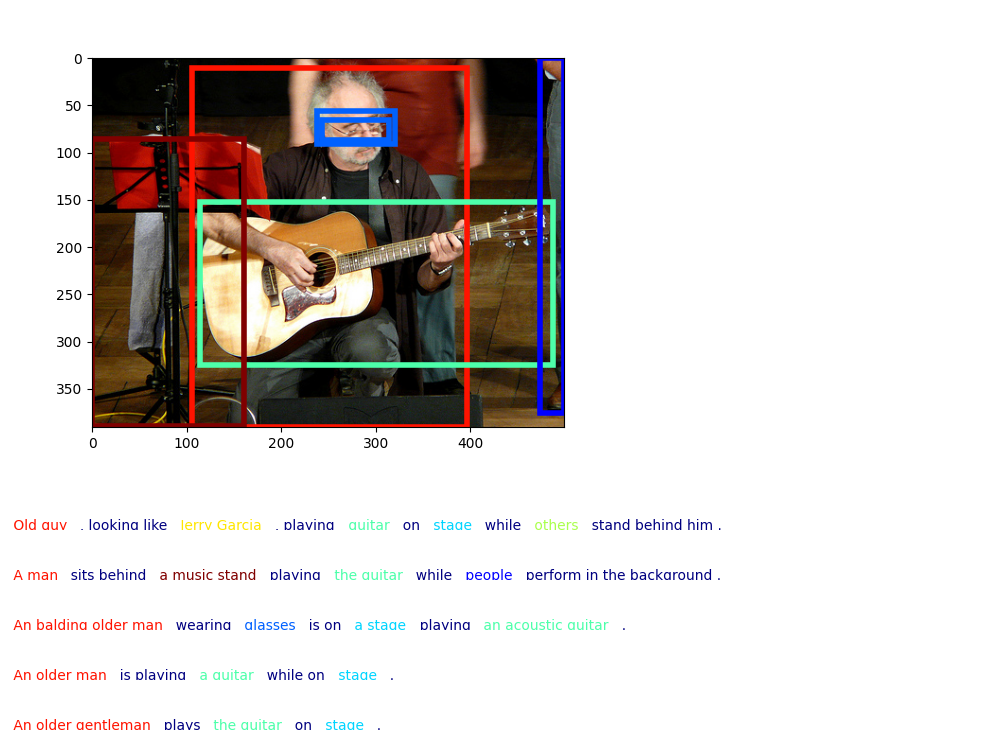 0
50
100
150
200
250
300
350
0 100 200 300 400
Old guy , looking like Jerry Garcia , playing guitar on stage while others stand behind him .
A man sits behind a music stand playing the guitar while people perform in the background .
An balding older man wearing glasses is on a stage playing an acoustic guitar .
An older man is playing a guitar while on stage .
An older gentleman plays the guitar on stage .